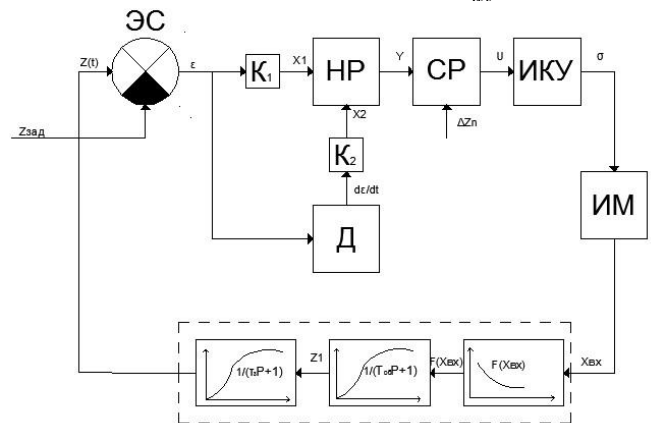 ЭС
Z(t)
ε
К1
X1
НР
Y
СР
U
ИКУ
σ
X2
ΔZп
Zзад
К2
dε/dt
Д
ИМ
1/(TвP+1)
Z1
1/(TобP+1)
F(Xвх)
F(Xвх)
Xвх